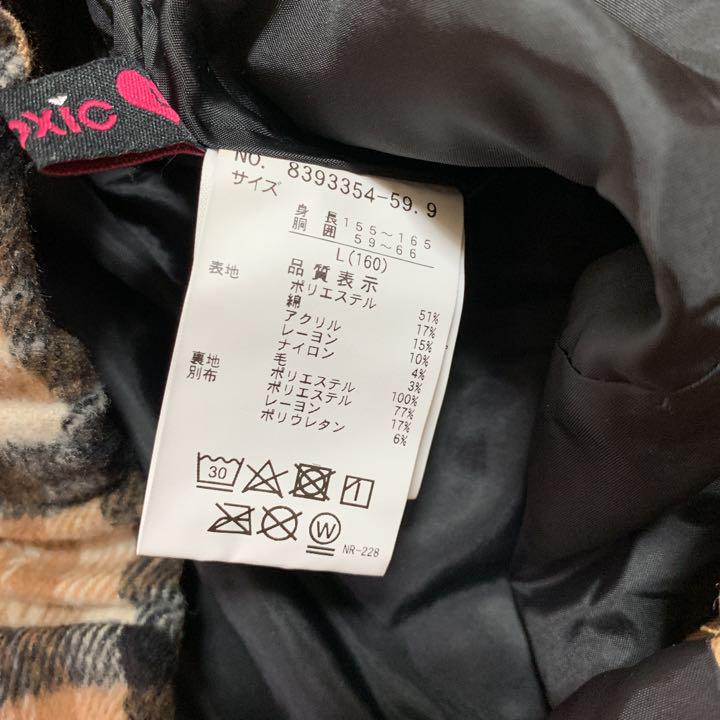 oxic
No. 8393354-59.9
サイズ
身 長 155~165
胴 囲 59~66
L(160)
品質表示
表地 ポリエステル 51%
綿 17%
アクリル 15%
レーヨン 10%
ナイロン 4%
毛 3%
裏地 ポリエステル 100%
別布 ポリエステル 77%
レーヨン 17%
ポリウレタン 6%
30
W
NR-228